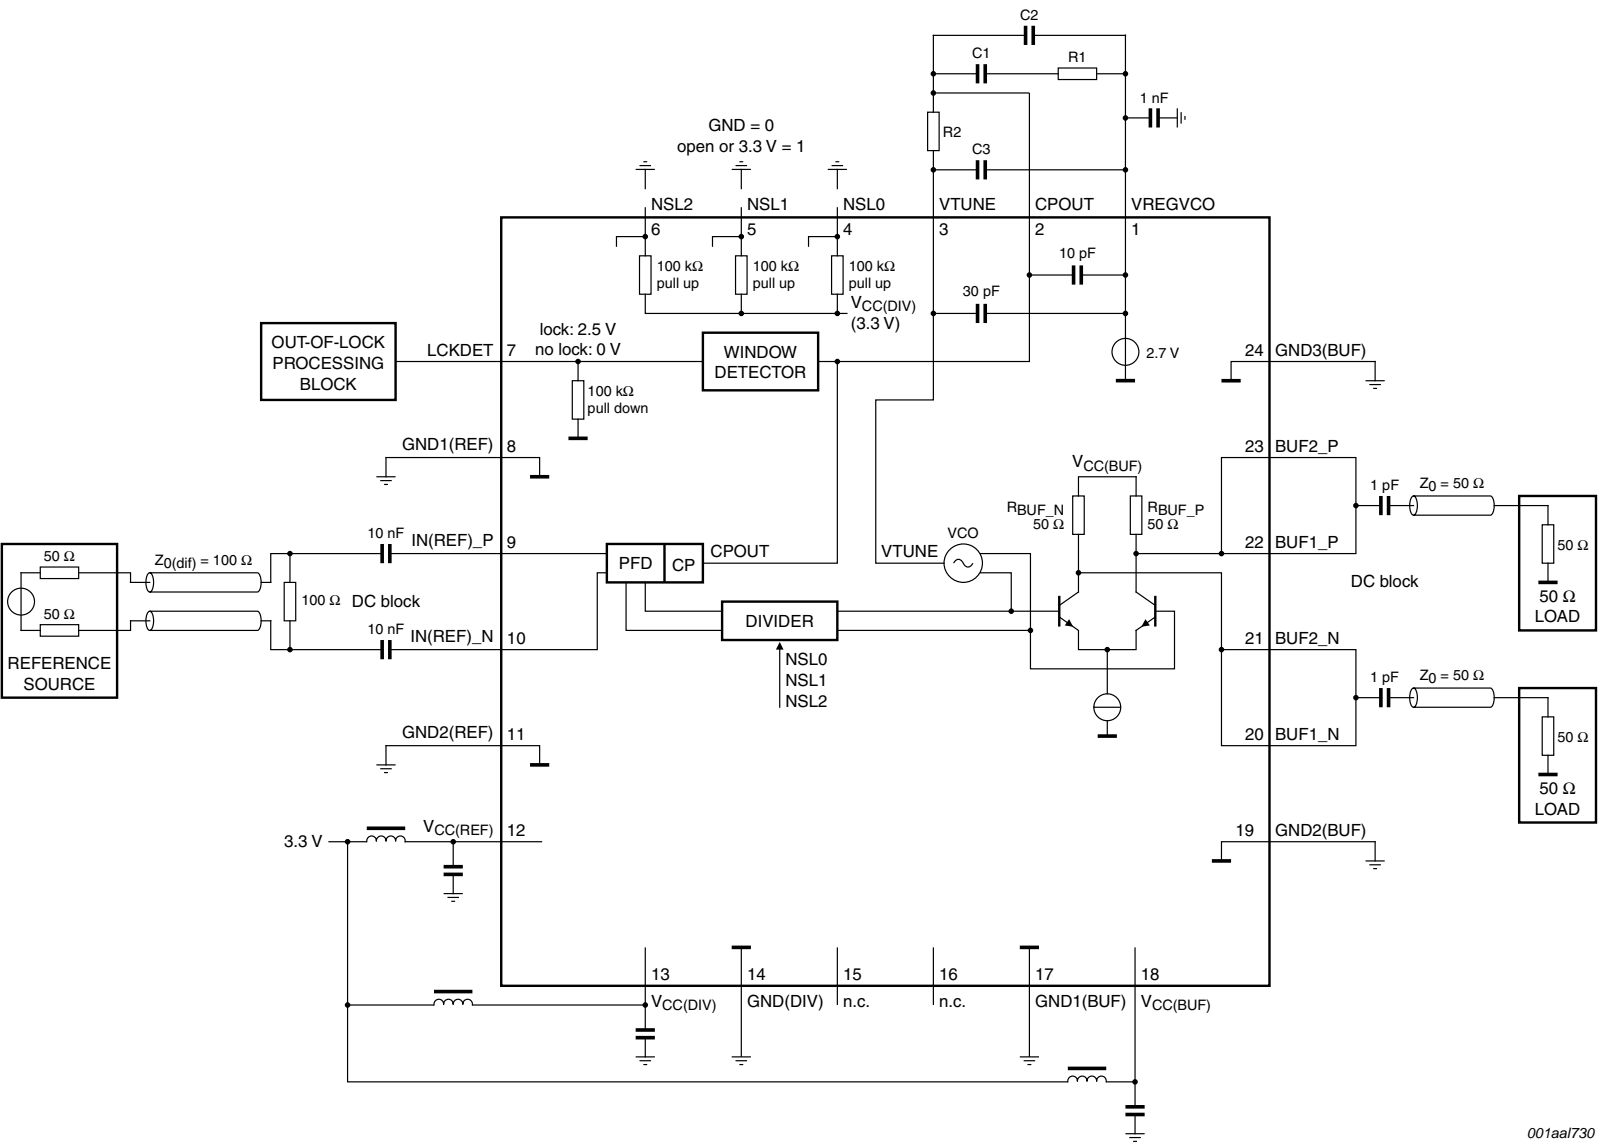 C2
C1
R1
1 nF
R2
C3
GND = 0
open or 3.3 V = 1
NSL2
NSL1
NSL0
VTUNE
CPOUT
VREGVCO
6
5
4
3
2
1
100 kΩ
pull up
100 kΩ
pull up
100 kΩ
pull up
VCC(DIV)
(3.3 V)
10 pF
30 pF
2.7 V
OUT-OF-LOCK
PROCESSING
BLOCK
LCKDET
7
lock: 2.5 V
no lock: 0 V
100 kΩ
pull down
WINDOW
DETECTOR
24
GND3(BUF)
GND1(REF)
8
23
BUF2_P
VCC(BUF)
RBUF_N
50 Ω
RBUF_P
50 Ω
1 pF
Z0 = 50 Ω
50 Ω
50 Ω
LOAD
22
BUF1_P
DC block
VCO
VTUNE
10 nF
IN(REF)_P
9
PFD
CP
CPOUT
50 Ω
50 Ω
REFERENCE
SOURCE
Z0(dif) = 100 Ω
100 Ω
DC block
10 nF
IN(REF)_N
10
DIVIDER
NSL0
NSL1
NSL2
21
BUF2_N
1 pF
Z0 = 50 Ω
50 Ω
50 Ω
LOAD
20
BUF1_N
GND2(REF)
11
3.3 V
VCC(REF)
12
19
GND2(BUF)
13
14
15
16
17
18
VCC(DIV)
GND(DIV)
n.c.
n.c.
GND1(BUF)
VCC(BUF)
001aal730